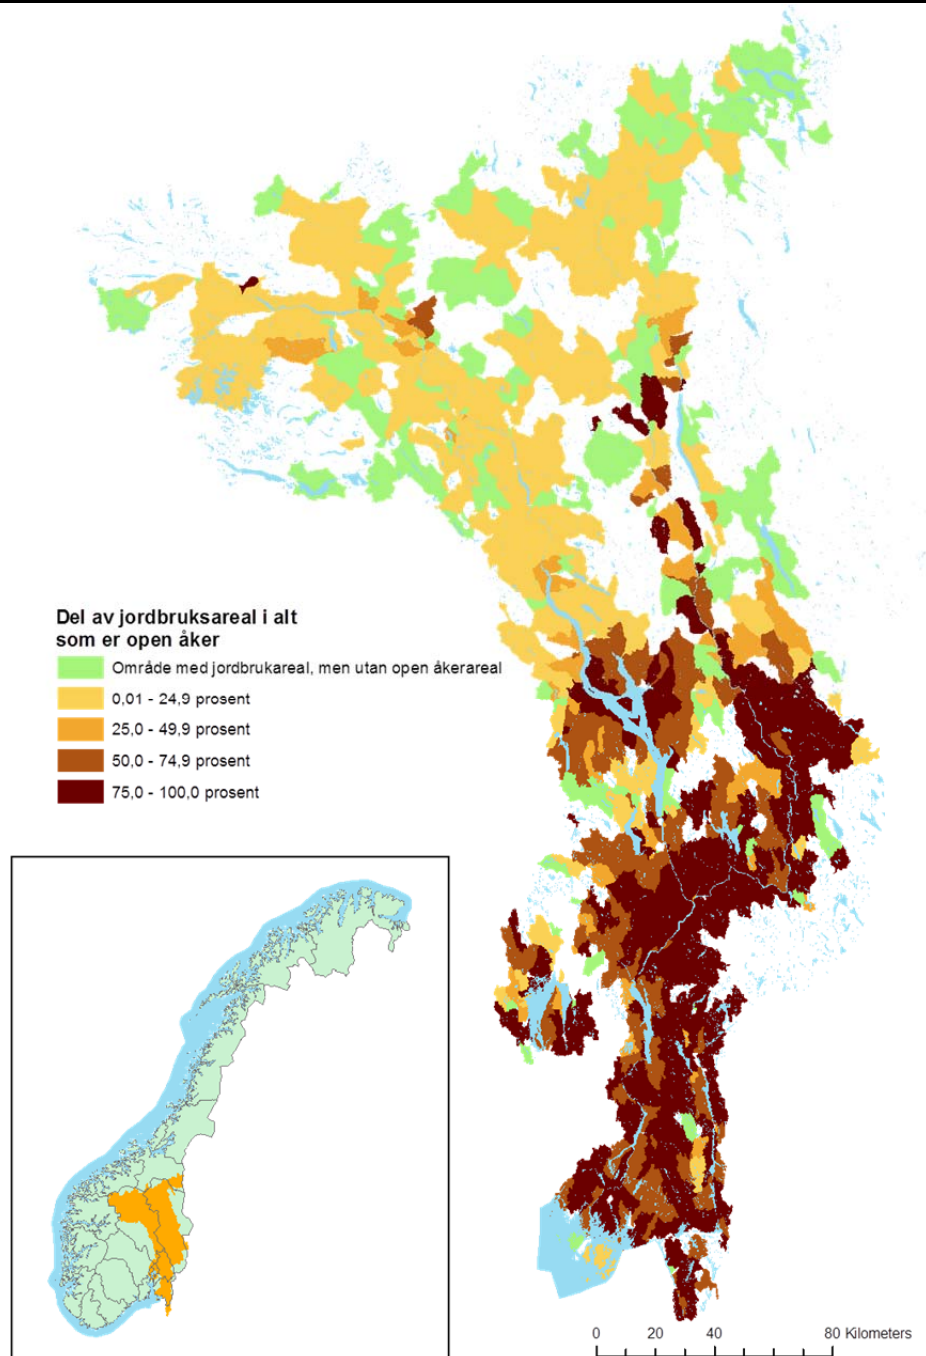 Del av jordbruksareal i alt
som er open åker
Område med jordbrukareal, men utan open åkerareal
0,01 - 24,9 prosent
25,0 - 49,9 prosent
50,0 - 74,9 prosent
75,0 - 100,0 prosent
0 20 40 80 Kilometers